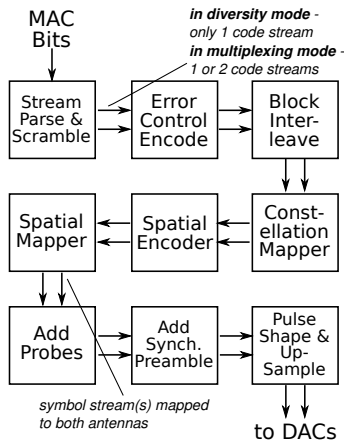 MAC
Bits
in diversity mode -
only 1 code stream
in multiplexing mode -
1 or 2 code streams
Stream
Parse &
Scramble
Error
Control
Encode
Block
Inter-
leave
Spatial
Mapper
Spatial
Encoder
Const-
ellation
Mapper
Add
Probes
Add
Synch.
Preamble
Pulse
Shape &
Up-
Sample
symbol stream(s) mapped
to both antennas
to DACs